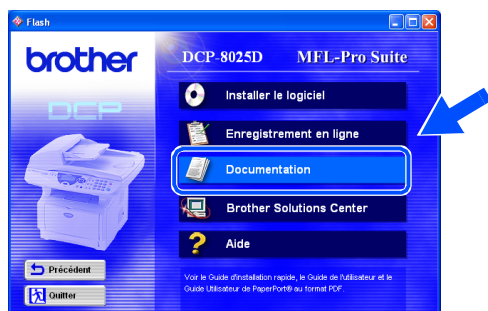 Flash
brother
DCP-8025D MFL-Pro Suite
DCP
Installer le logiciel
Enregistrement en ligne
Documentation
Brother Solutions Center
Aide
Précédent
Quitter
Voir le Guide d'installation rapide, le Guide de l'utilisateur et le
Guide Utilisateur de PaperPort® au format PDF.